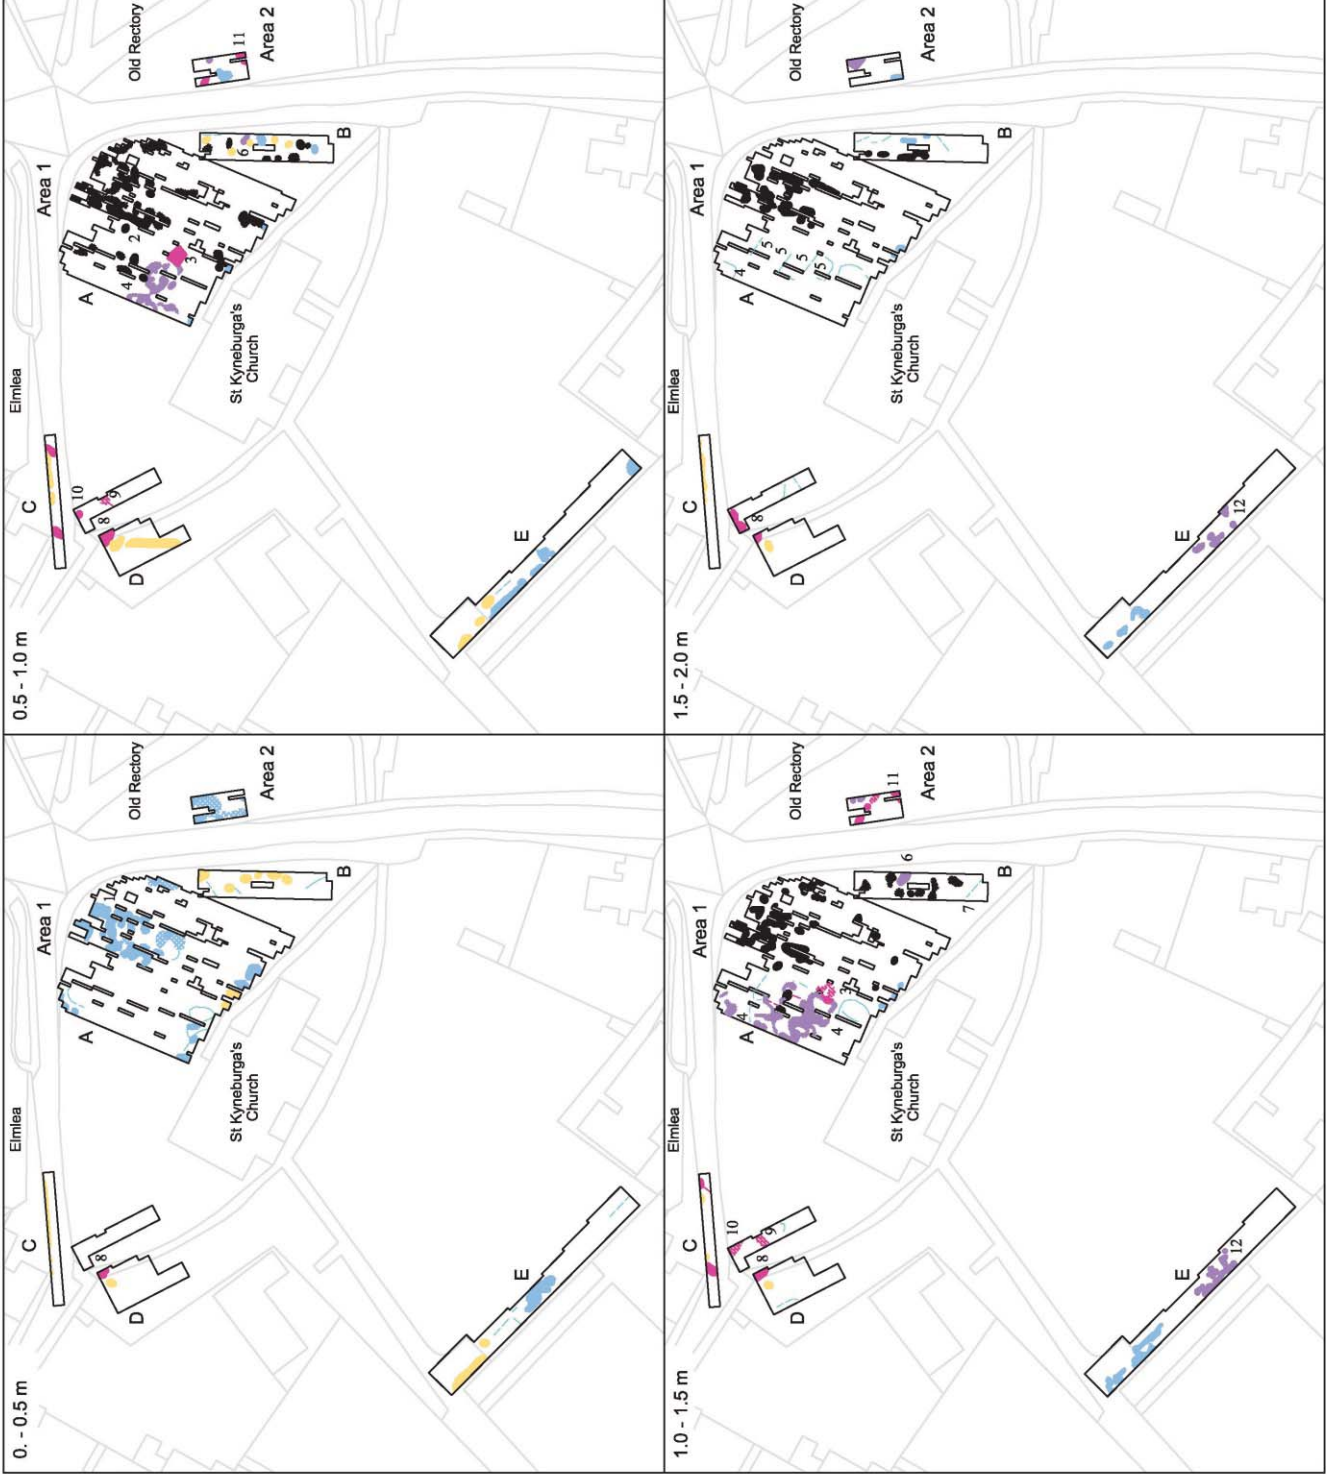 0. - 0.5 m
Elmlea
C
Area 1
A
1
Old Rectory
8
D
St Kyneburga's
Church
Area 2
B
E
0.5 - 1.0 m
Elmlea
C
Area 1
10
A
2
4
Old Rectory
8
9
D
3
6
11
St Kyneburga's
Church
Area 2
B
E
1.0 - 1.5 m
Elmlea
C
Area 1
10
4
A
Old Rectory
8
9
D
3
4
11
6
St Kyneburga's
Church
Area 2
7
B
E
12
1.5 - 2.0 m
Elmlea
C
Area 1
4
A
5
5
5
5
Old Rectory
8
D
St Kyneburga's
Church
Area 2
B
E
12